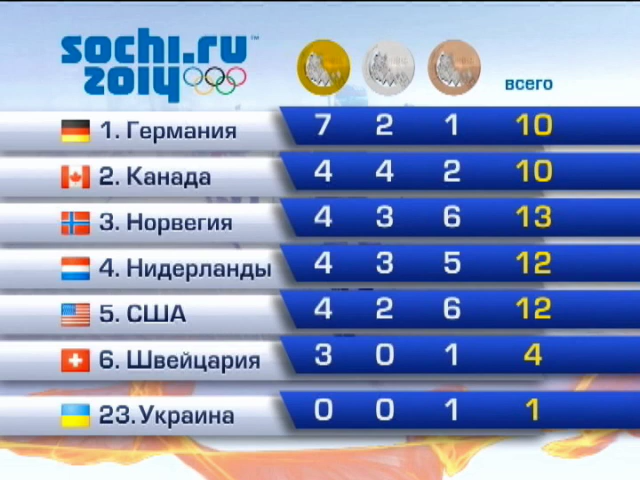 sochi.ru™
2014
всего
1. Германия 7 2 1 10
2. Канада 4 4 2 10
3. Норвегия 4 3 6 13
4. Нидерланды 4 3 5 12
5. США 4 2 6 12
6. Швейцария 3 0 1 4
23.Украина 0 0 1 1